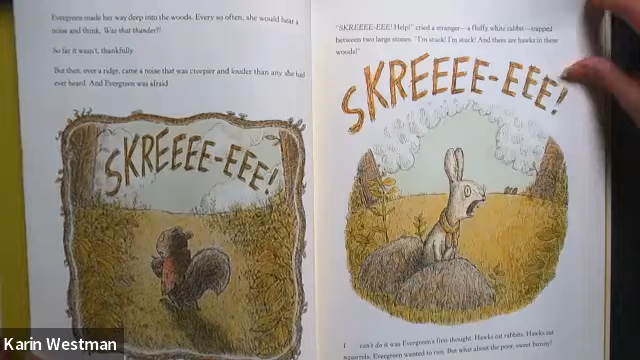 Evergreen made her way deep into the woods. Every so often, she would hear a
noise and think, Was that thunder?!
So far it wasn't, thankfully.
But then, over a ridge, came a noise that was creepier and louder than any she had
ever heard. And Evergreen was afraid
SKREEEE-EEE!
"SKREEEE-EEE! Help!" cried a stranger—a fluffy white rabbit—trapped
between two large stones. "I'm stuck! I'm stuck! And there are hawks in these
woods!"
SKREEEE-EEE!
I can't do it was Evergreen's first thought. Hawks eat rabbits. Hawks eat
squirrels. Evergreen wanted to run. But what about the poor, sweet bunny?
Karin Westman